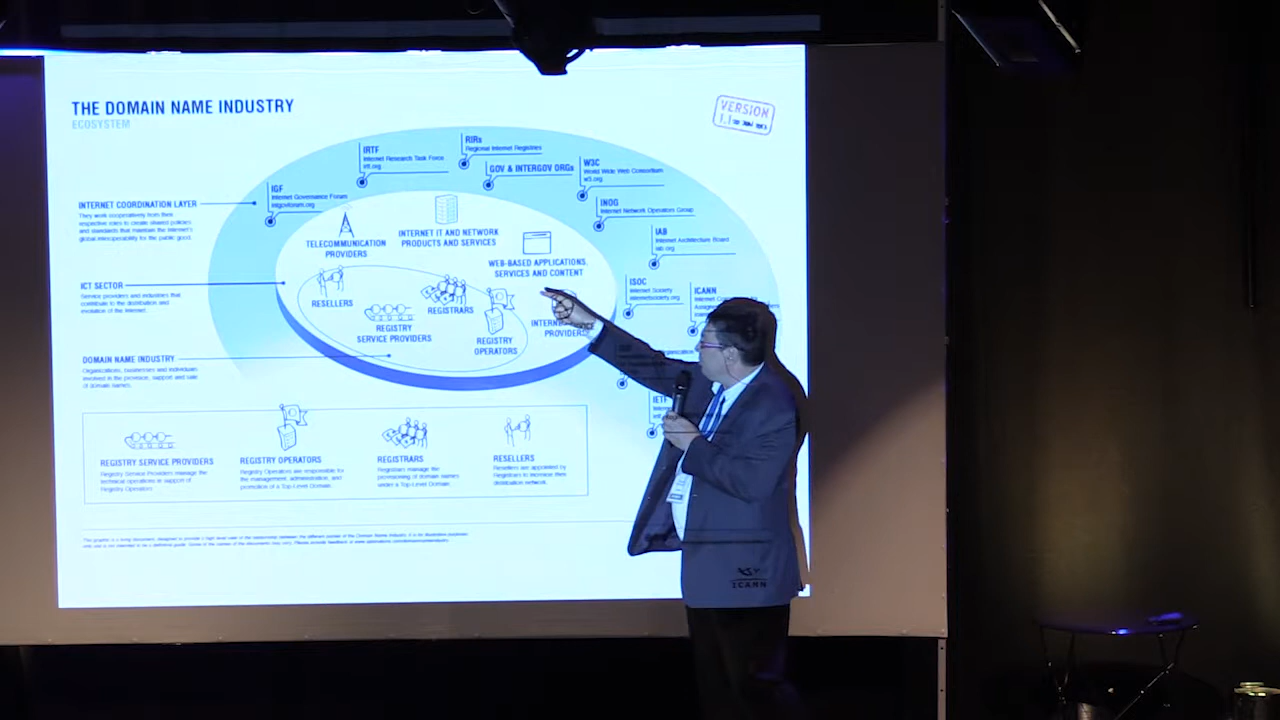 THE DOMAIN NAME INDUSTRY
ECOSYSTEM
VERSION
1.1
IRTF
Internet Research Task Force
irtf.org
RIRs
Regional Internet Registries
GOV & INTERGOV ORGs
W3C
World Wide Web Consortium
w3.org
IGF
Internet Governance Forum
intgovforum.org
INOG
Internet Network Operators Group
IAB
Internet Architecture Board
iab.org
ISOC
Internet Society
internetsociety.org
ICANN
IETF
INTERNET COORDINATION LAYER
They work cooperatively from their
respective roles to create shared policies
and standards that maintain the Internet's
global interoperability for the public good.
ICT SECTOR
Service providers and industries that
contribute to the distribution and
evolution of the Internet.
DOMAIN NAME INDUSTRY
Organizations, businesses and individuals
involved in the provision, support and sale
of domain names.
TELECOMMUNICATION
PROVIDERS
INTERNET IT AND NETWORK
PRODUCTS AND SERVICES
WEB-BASED APPLICATIONS,
SERVICES AND CONTENT
RESELLERS
REGISTRARS
REGISTRY
SERVICE PROVIDERS
REGISTRY
OPERATORS
REGISTRY SERVICE PROVIDERS
Registry Service Providers manage the
technical operations in support of
Registry Operators.
REGISTRY OPERATORS
Registry Operators are responsible for
the management, administration, and
promotion of a Top-Level Domain.
REGISTRARS
Registrars manage the
provisioning of domain names
under a Top-Level Domain.
RESELLERS
Resellers are appointed by
Registrars to increase their
distribution network.
ICANN